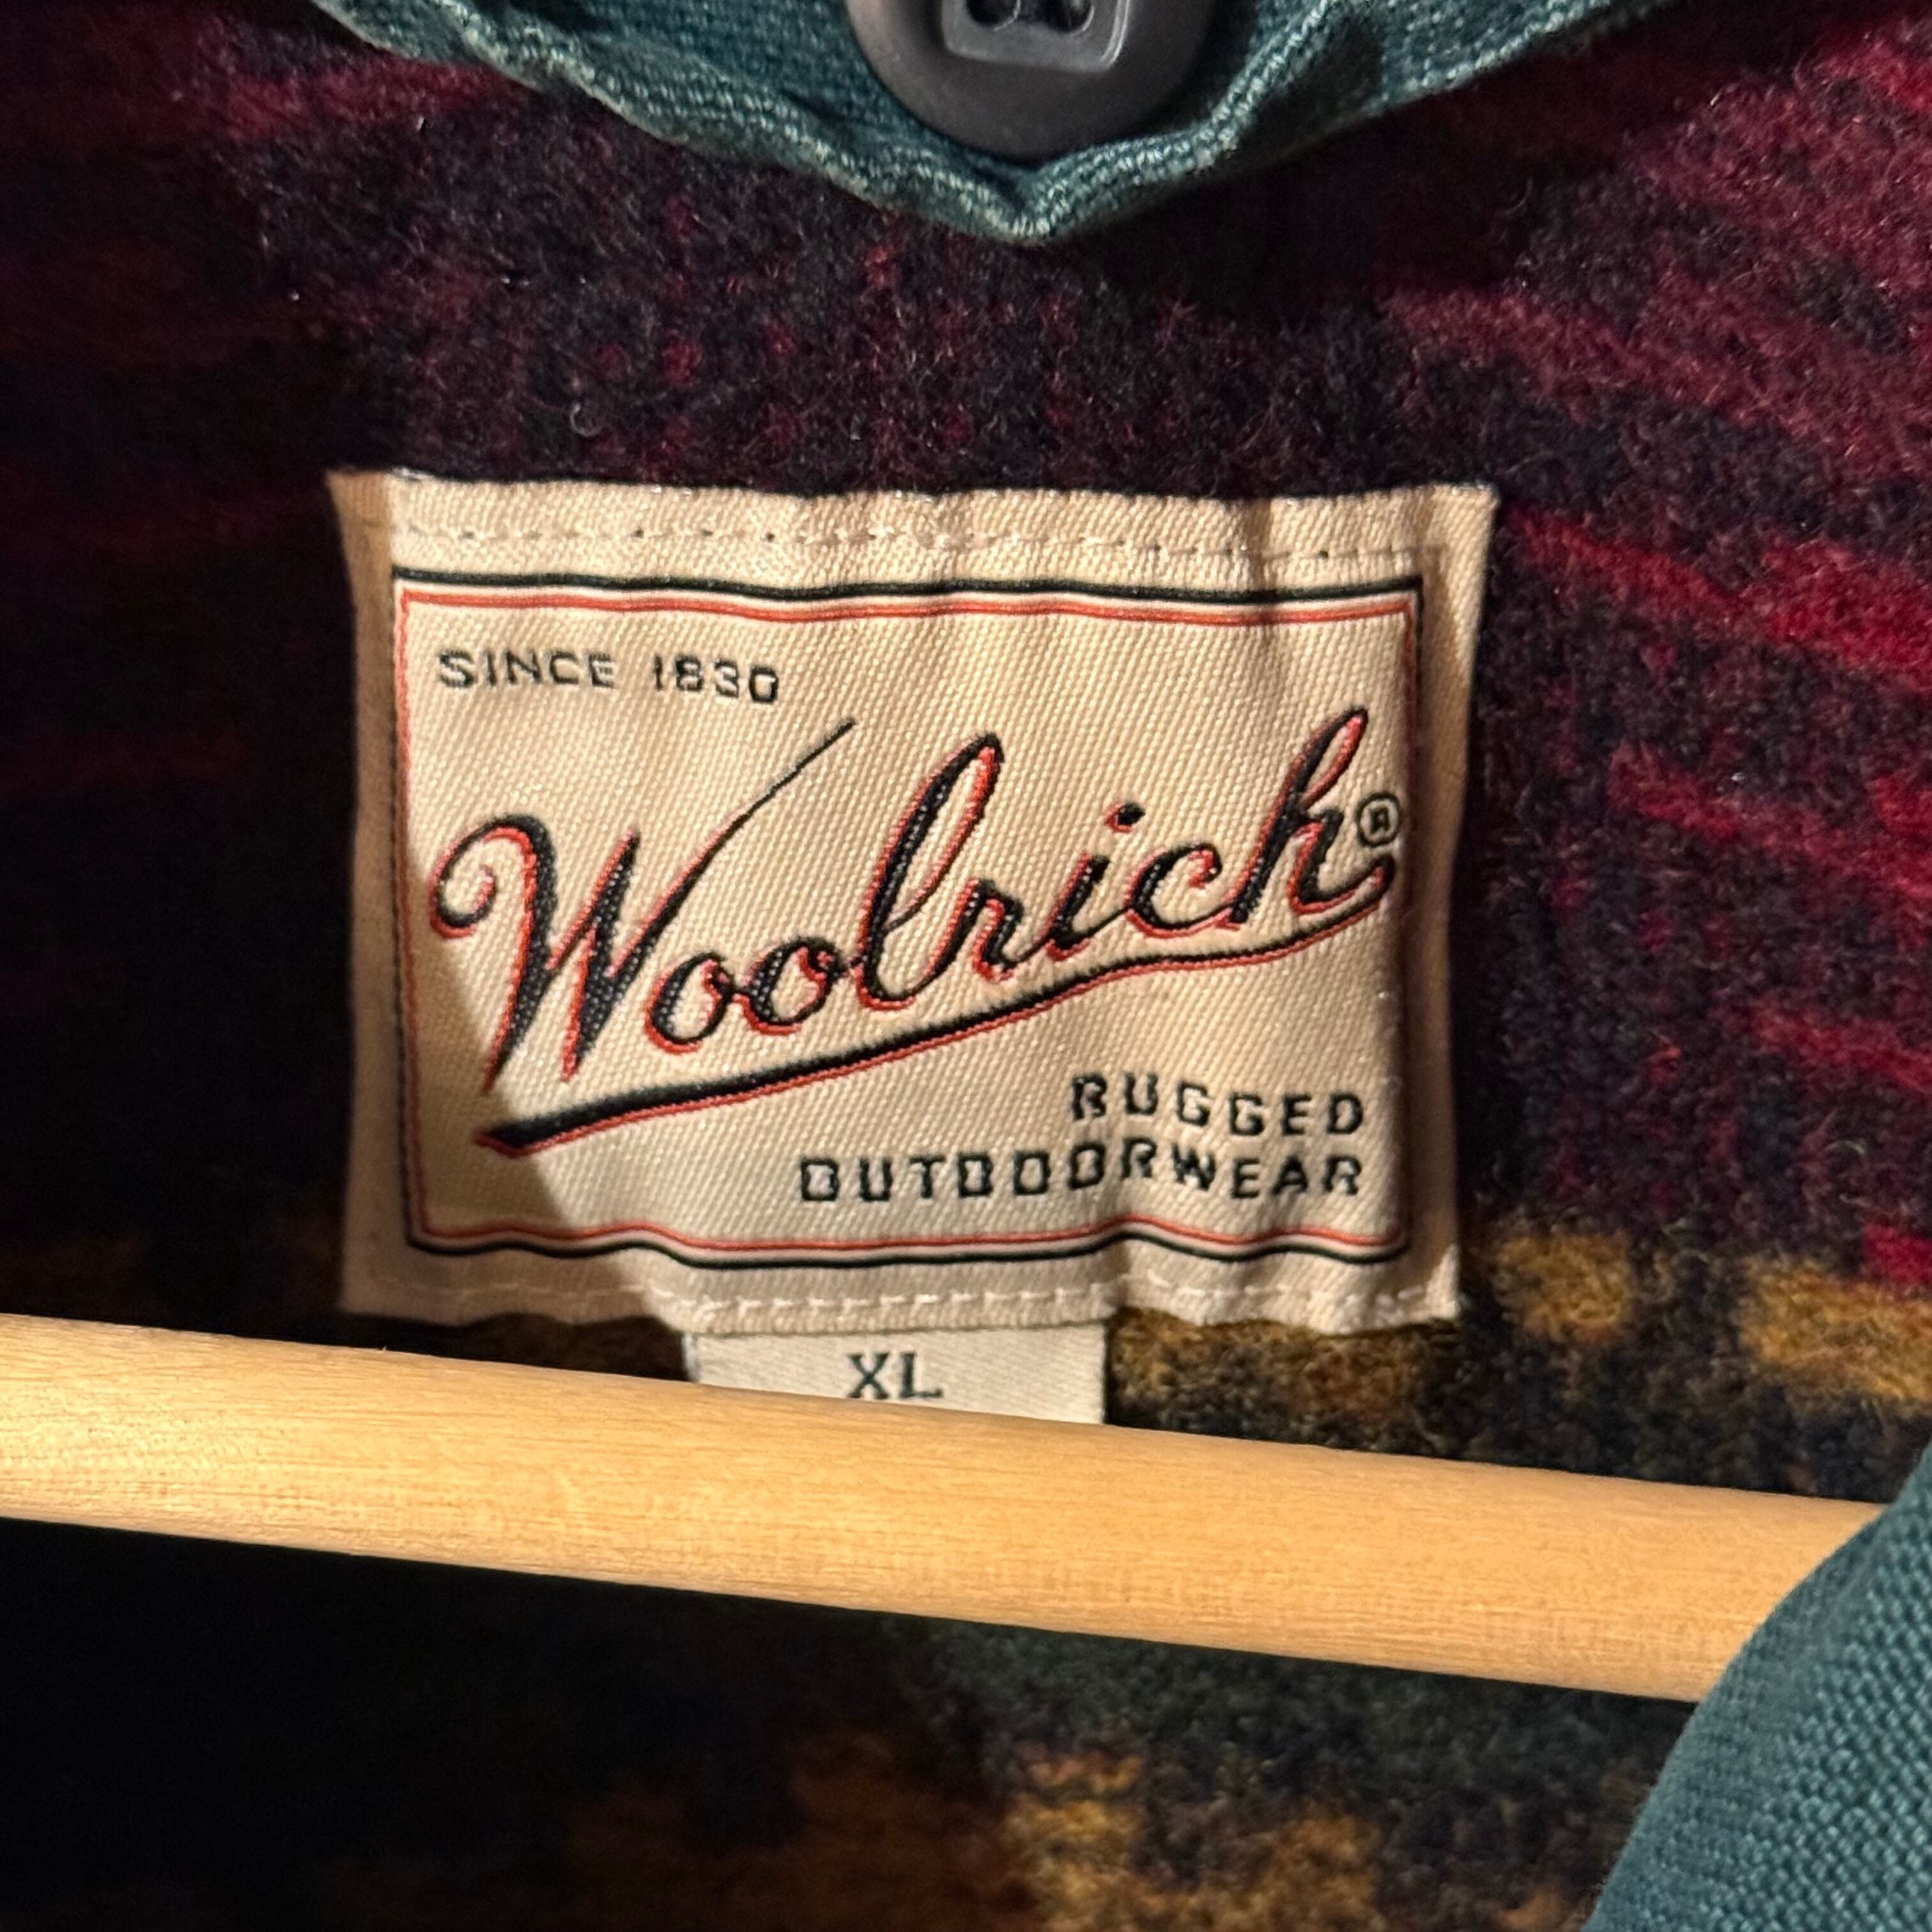 SINCE 1830
Woolrich®
RUGGED
OUTDOORWEAR
XL